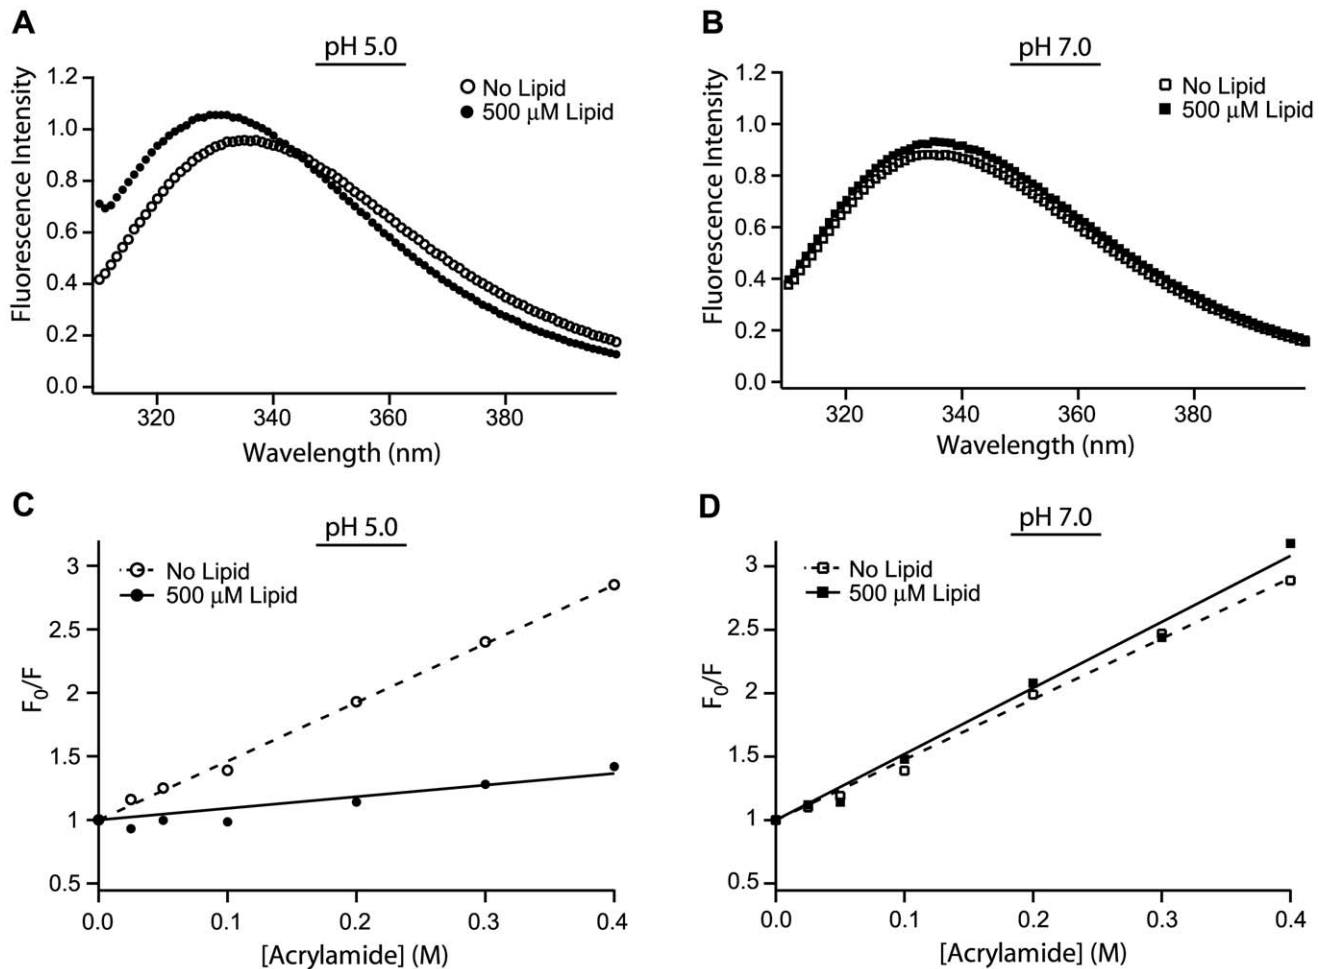 A
pH 5.0
No Lipid
500 μM Lipid
Fluorescence Intensity
1.2
1.0
0.8
0.6
0.4
0.2
0.0
320
340
360
380
Wavelength (nm)
B
pH 7.0
No Lipid
500 μM Lipid
Fluorescence Intensity
1.2
1.0
0.8
0.6
0.4
0.2
0.0
320
340
360
380
Wavelength (nm)
C
pH 5.0
No Lipid
500 μM Lipid
F0/F
3
2.5
2
1.5
1
0.5
0.0
0.1
0.2
0.3
0.4
[Acrylamide] (M)
D
pH 7.0
No Lipid
500 μM Lipid
F0/F
3
2.5
2
1.5
1
0.5
0.0
0.1
0.2
0.3
0.4
[Acrylamide] (M)